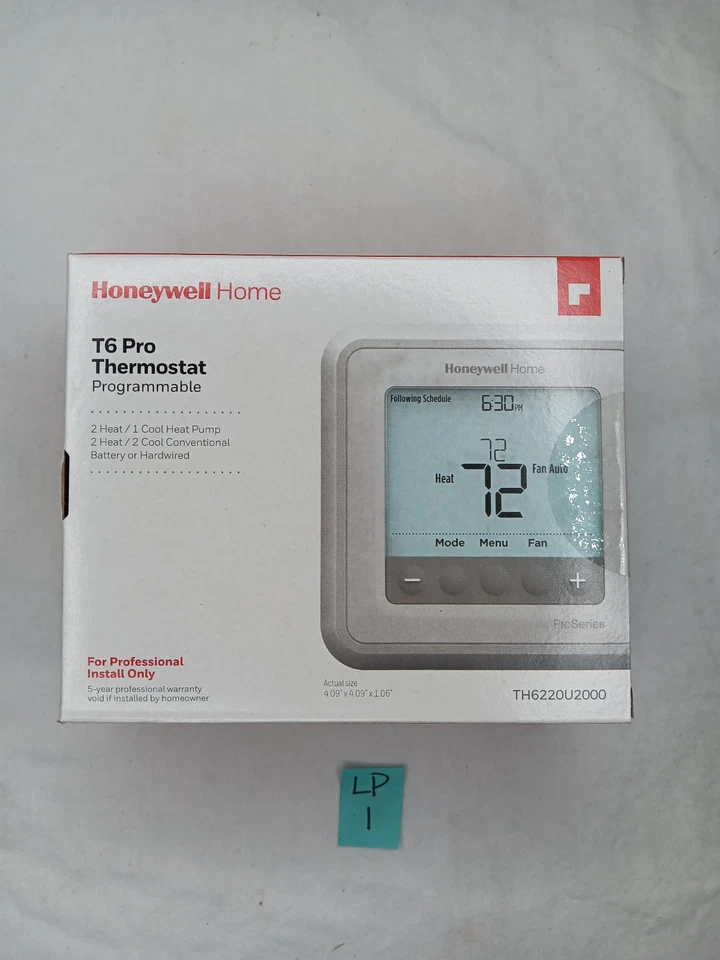 Honeywell Home
T6 Pro
Thermostat
Programmable
2 Heat / 1 Cool Heat Pump
2 Heat / 2 Cool Conventional
Battery or Hardwired
Honeywell Home
Following Schedule 6:30 PM
72
Heat 72 Fan Auto
Mode Menu Fan
− +
ProSeries
For Professional
Install Only
5-year professional warranty
void if installed by homeowner
Actual size
4.09" x 4.09" x 1.06"
TH6220U2000
LP
1